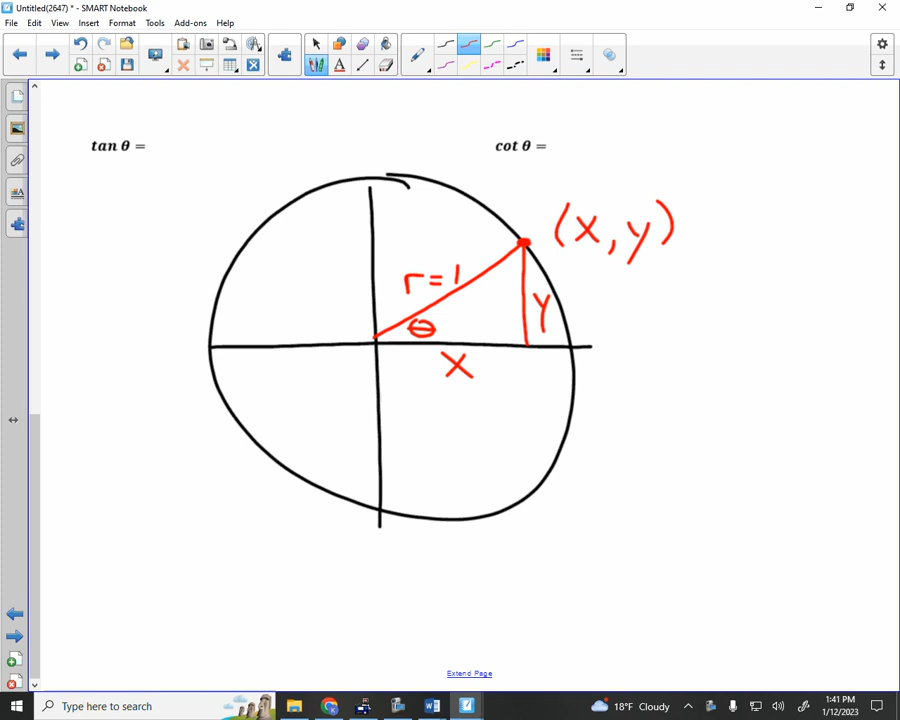 Untitled(2647) * - SMART Notebook
File Edit View Insert Format Tools Add-ons Help
tan θ =
cot θ =
(x, y)
r = 1
θ
y
x
Extend Page
Type here to search
18°F Cloudy
1:41 PM
1/12/2023